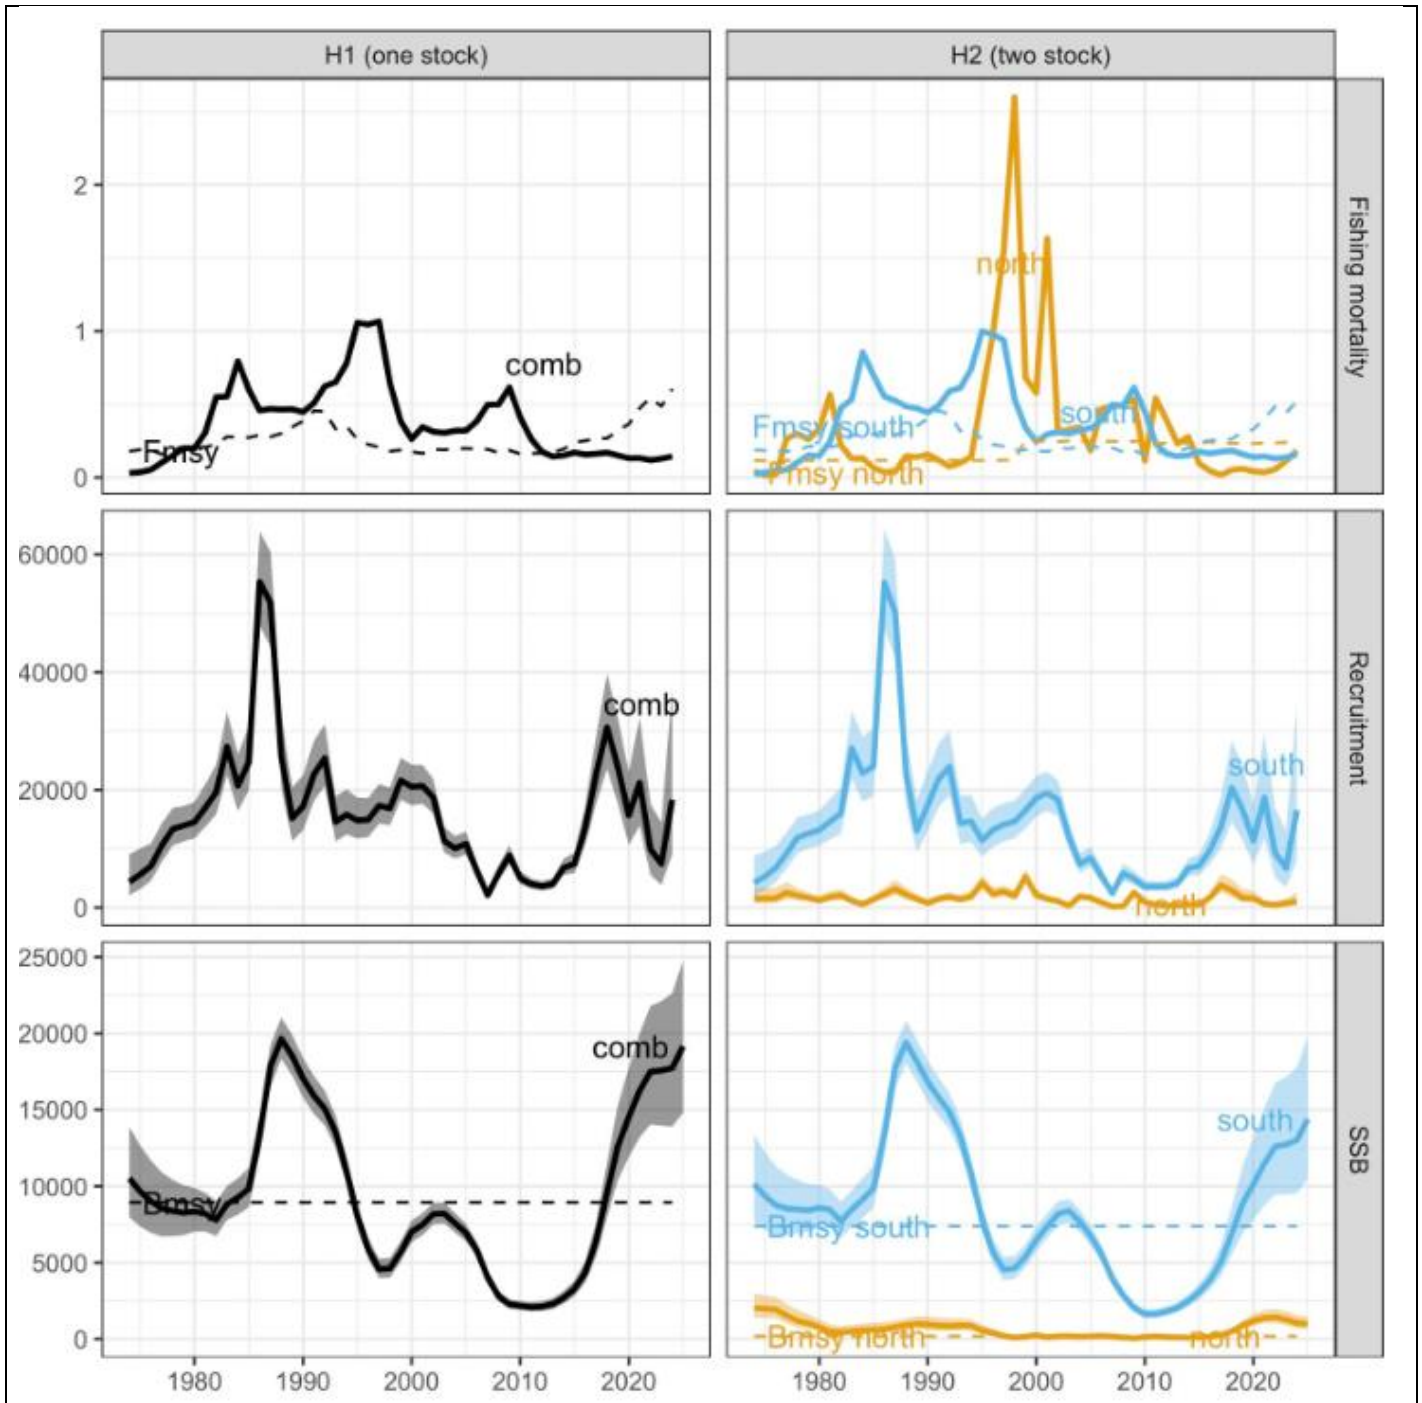 H1 (one stock)
H2 (two stock)
2
1
0
comb
Fmsy
north
south
Fmsy south
Fmsy north
Fishing mortality
60000
40000
20000
0
comb
south
north
Recruitment
25000
20000
15000
10000
5000
0
comb
Bmsy
south
Bmsy south
Bmsy north
north
SSB
1980
1990
2000
2010
2020
1980
1990
2000
2010
2020